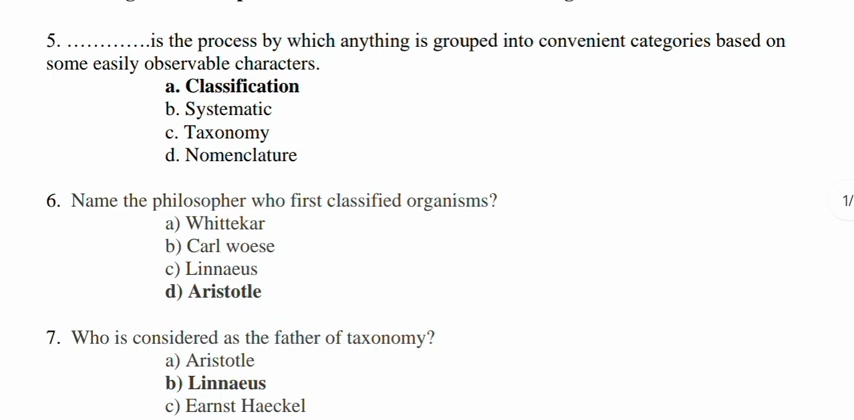 5. .............is the process by which anything is grouped into convenient categories based on
some easily observable characters.
a. Classification
b. Systematic
c. Taxonomy
d. Nomenclature
6. Name the philosopher who first classified organisms?
1/
a) Whittekar
b) Carl woese
c) Linnaeus
d) Aristotle
7. Who is considered as the father of taxonomy?
a) Aristotle
b) Linnaeus
c) Earnst Haeckel